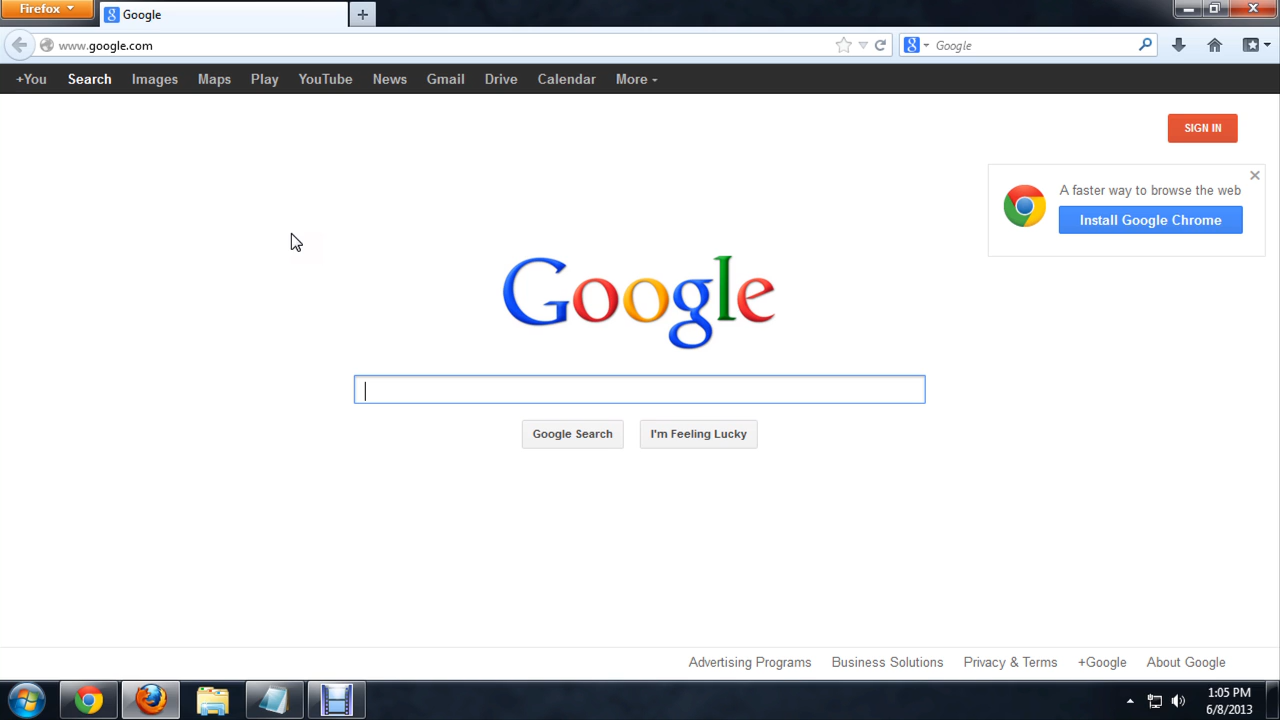 Firefox
Google
www.google.com
Google
+You Search Images Maps Play YouTube News Gmail Drive Calendar More
SIGN IN
A faster way to browse the web
Install Google Chrome
Google
Google Search I'm Feeling Lucky
Advertising Programs Business Solutions Privacy & Terms +Google About Google
1:05 PM
6/8/2013